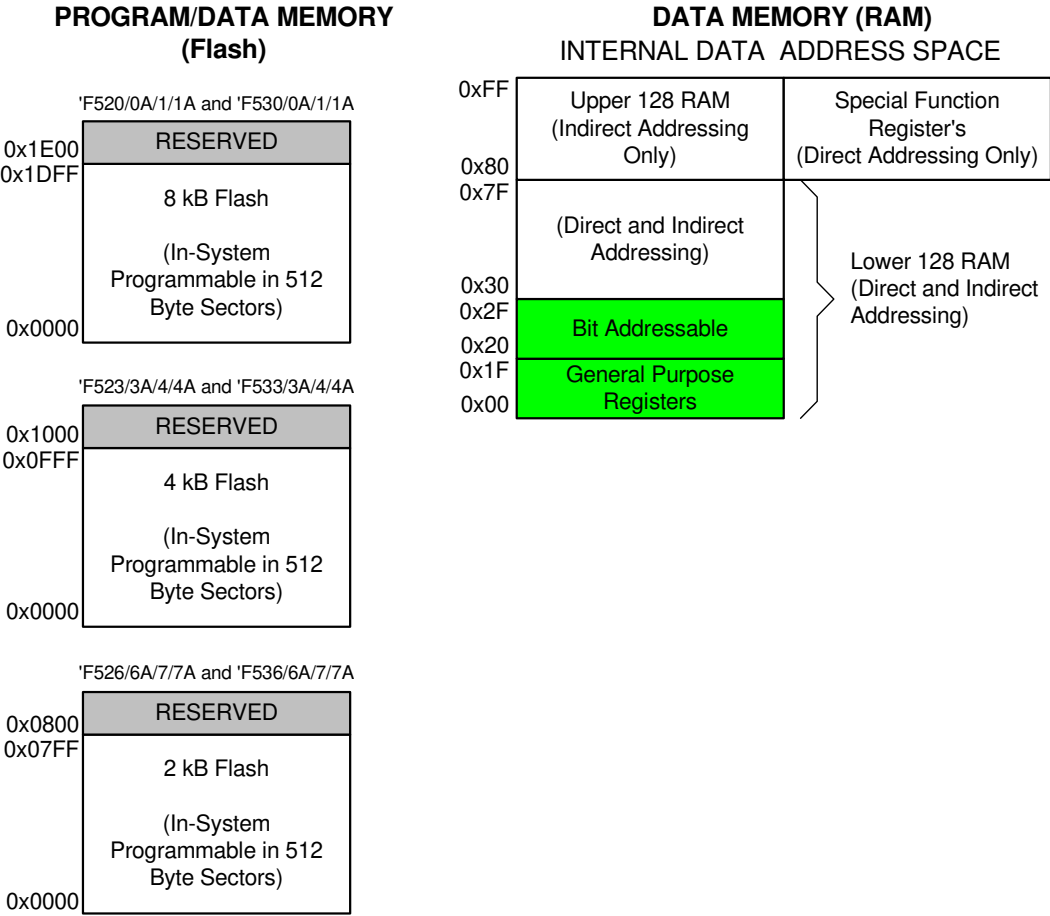 PROGRAM/DATA MEMORY
(Flash)
'F520/0A/1/1A and 'F530/0A/1/1A
RESERVED
0x1E00
0x1DFF
8 kB Flash
(In-System
Programmable in 512
Byte Sectors)
0x0000
'F523/3A/4/4A and 'F533/3A/4/4A
RESERVED
0x1000
0x0FFF
4 kB Flash
(In-System
Programmable in 512
Byte Sectors)
0x0000
'F526/6A/7/7A and 'F536/6A/7/7A
RESERVED
0x0800
0x07FF
2 kB Flash
(In-System
Programmable in 512
Byte Sectors)
0x0000
DATA MEMORY (RAM)
INTERNAL DATA ADDRESS SPACE
0xFF
Upper 128 RAM
(Indirect Addressing
Only)
0x80
Special Function
Register's
(Direct Addressing Only)
0x7F
(Direct and Indirect
Addressing)
0x30
0x2F
Bit Addressable
0x20
0x1F
General Purpose
Registers
0x00
Lower 128 RAM
(Direct and Indirect
Addressing)